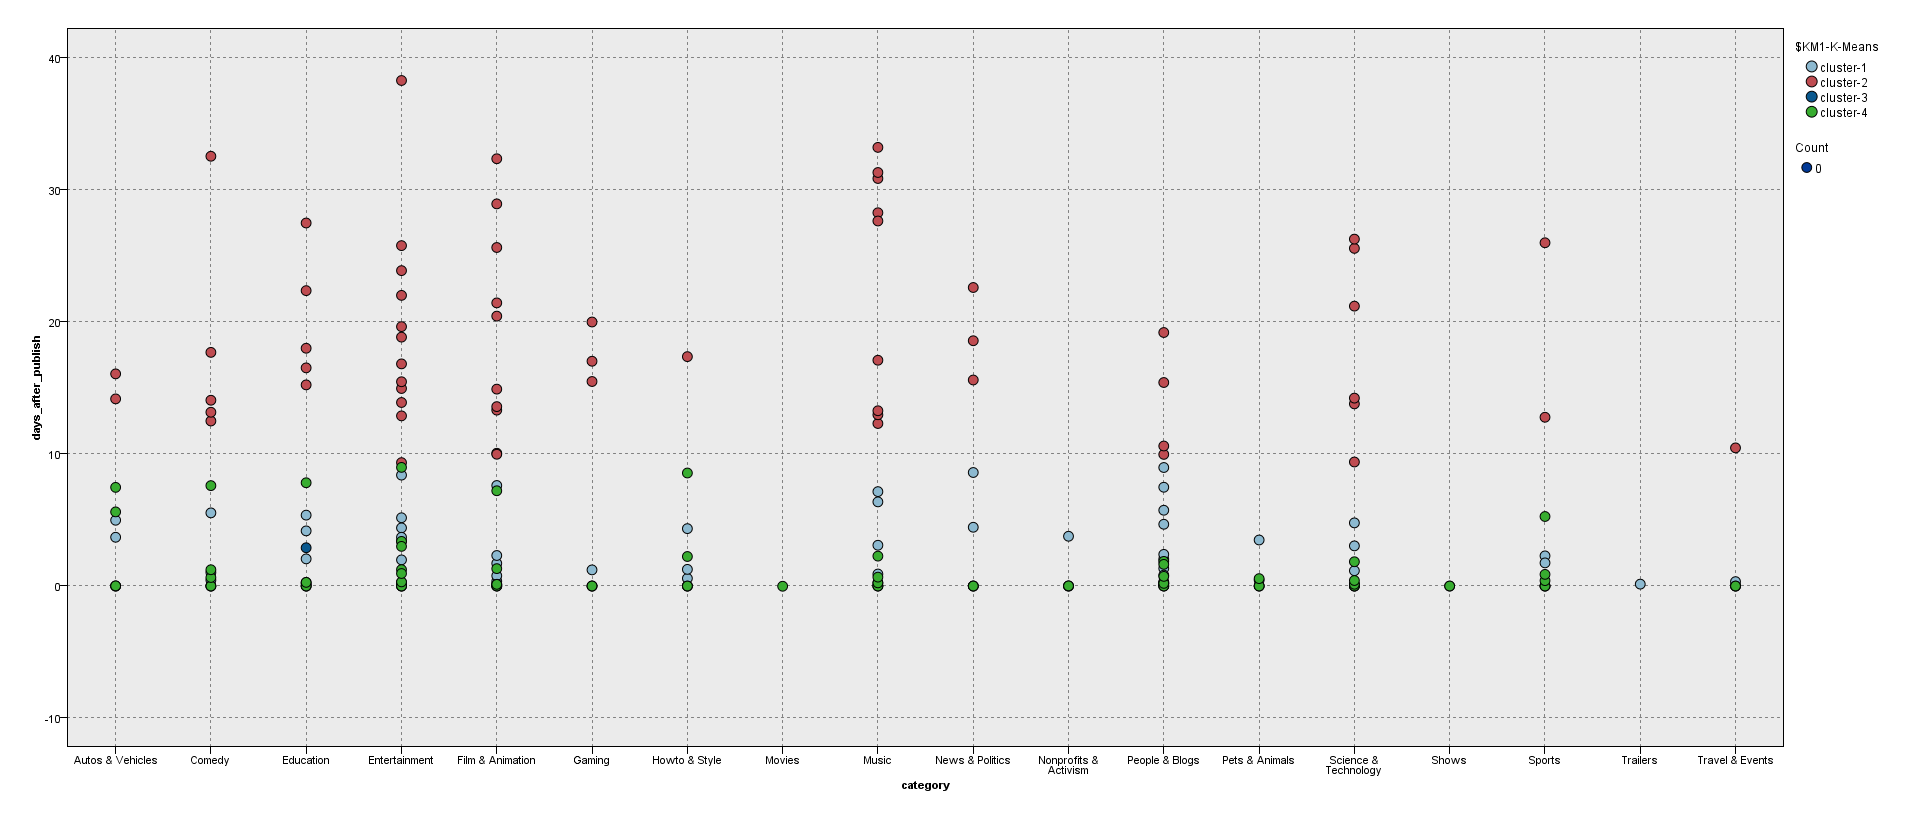 $KM1-K-Means
cluster-1
cluster-2
cluster-3
cluster-4
Count
0
40
30
20
10
0
-10
days_after_publish
Autos & Vehicles
Comedy
Education
Entertainment
Film & Animation
Gaming
Howto & Style
Movies
Music
News & Politics
Nonprofits &
Activism
People & Blogs
Pets & Animals
Science &
Technology
Shows
Sports
Trailers
Travel & Events
category